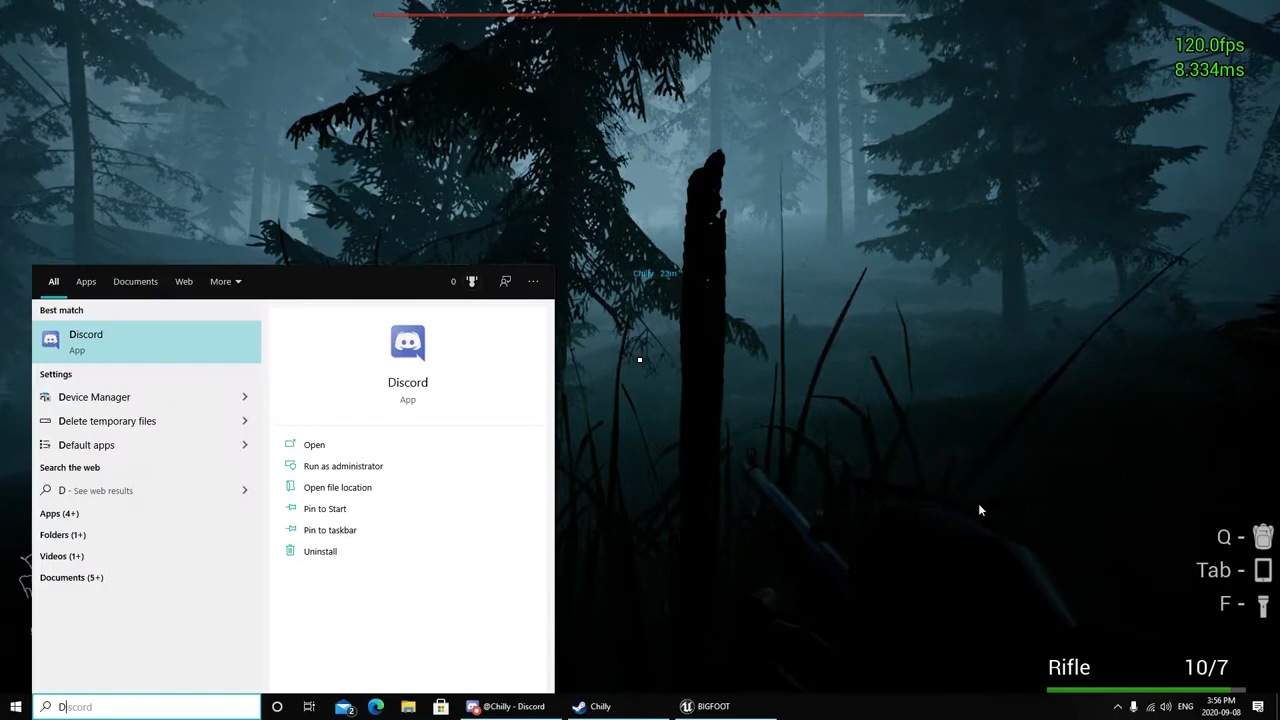 120.0fps
8.334ms
All Apps Documents Web More 0 ...
Best match
Discord
App
Settings
Device Manager
Delete temporary files
Default apps
Search the web
D - See web results
Apps (4+)
Folders (1+)
Videos (1+)
Documents (5+)
Discord
App
Open
Run as administrator
Open file location
Pin to Start
Pin to taskbar
Uninstall
Chilly 23m
Q -
Tab -
F -
Rifle 10/7
Discord
2
@Chilly - Discord
Chilly
BIGFOOT
ENG
3:56 PM
2020-09-08